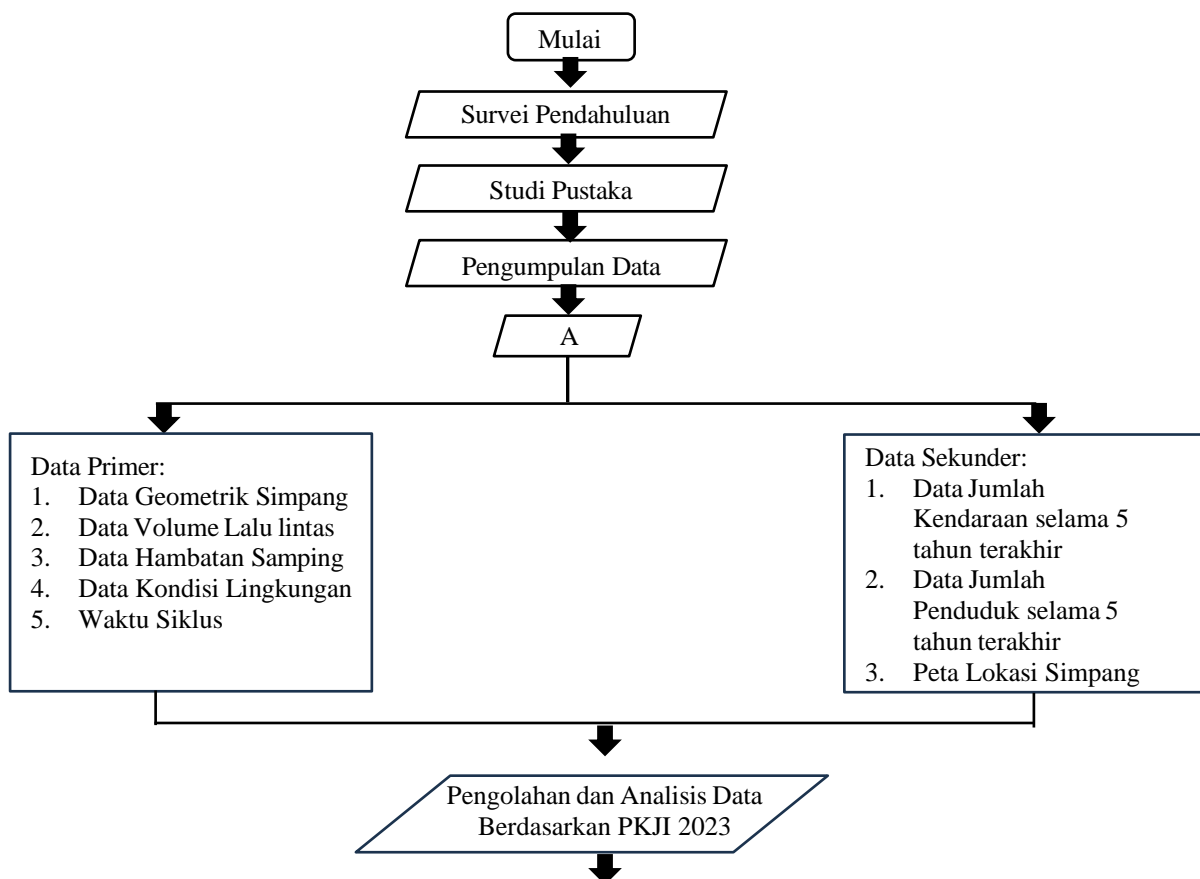 Mulai
Survei Pendahuluan
Studi Pustaka
Pengumpulan Data
A
Data Primer:
1. Data Geometrik Simpang
2. Data Volume Lalu lintas
3. Data Hambatan Samping
4. Data Kondisi Lingkungan
5. Waktu Siklus
Data Sekunder:
1. Data Jumlah
Kendaraan selama 5
tahun terakhir
2. Data Jumlah
Penduduk selama 5
tahun terakhir
3. Peta Lokasi Simpang
Pengolahan dan Analisis Data
Berdasarkan PKJI 2023